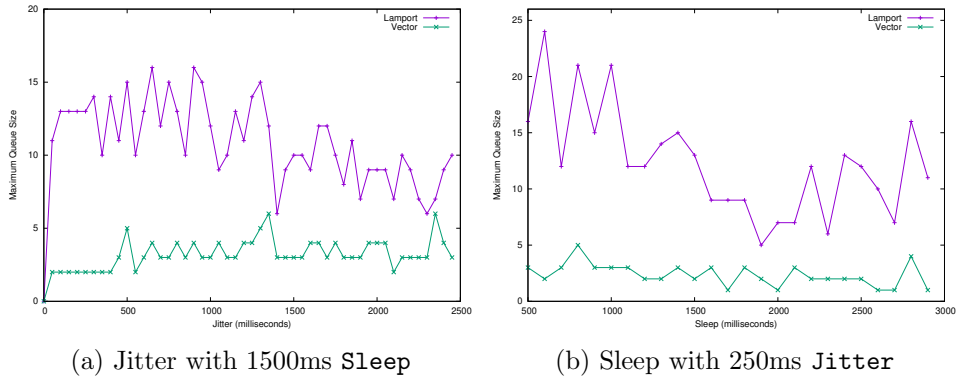 20
15
10
5
0
0
500
1000
1500
2000
2500
Maximum Queue Size
Jitter (milliseconds)
Lamport
Vector
(a) Jitter with 1500ms Sleep
25
20
15
10
5
0
500
1000
1500
2000
2500
3000
Maximum Queue Size
Sleep (milliseconds)
Lamport
Vector
(b) Sleep with 250ms Jitter